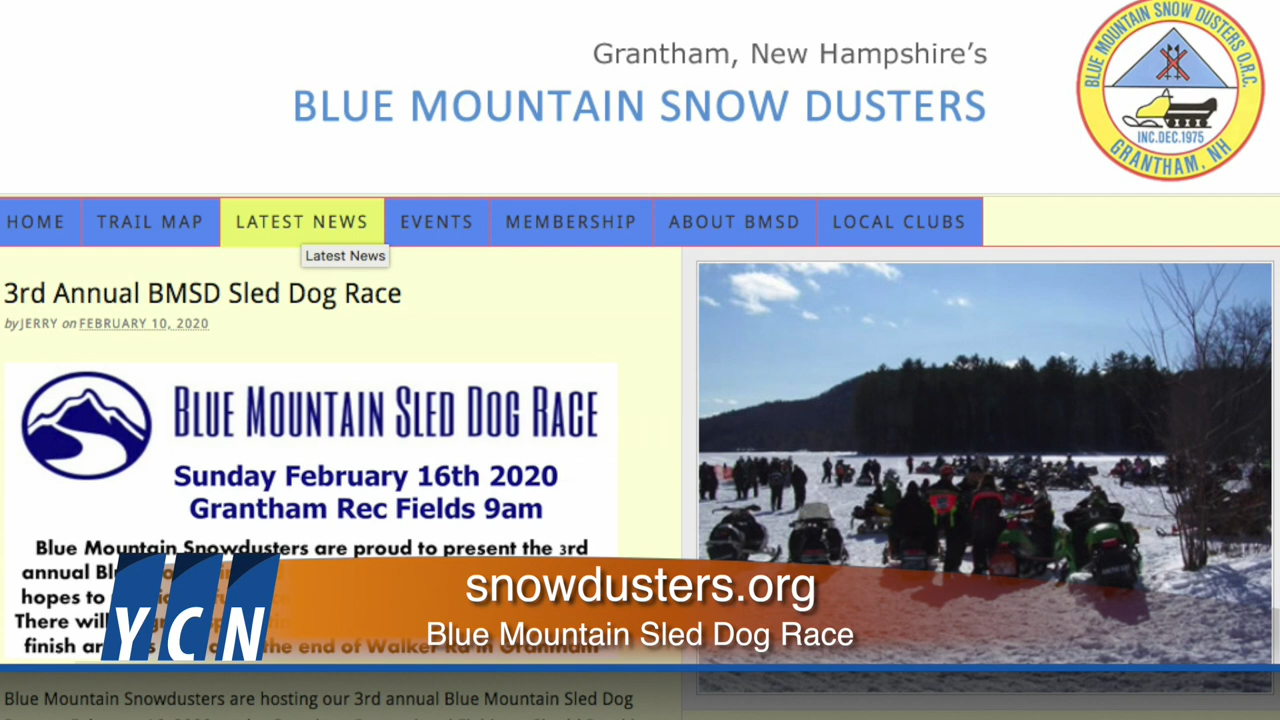 Grantham, New Hampshire's
BLUE MOUNTAIN SNOW DUSTERS
BLUE MOUNTAIN SNOW DUSTERS O.R.C.
INC.DEC.1975
GRANTHAM, NH
HOME TRAIL MAP LATEST NEWS EVENTS MEMBERSHIP ABOUT BMSD LOCAL CLUBS
Latest News
3rd Annual BMSD Sled Dog Race
by JERRY on FEBRUARY 10, 2020
BLUE MOUNTAIN SLED DOG RACE
Sunday February 16th 2020
Grantham Rec Fields 9am
Blue Mountain Snowdusters are proud to present the 3rd
annual
hopes to
There will
finish the end of Walker Rd in Grantham
snowdusters.org
Blue Mountain Sled Dog Race
YCN
Blue Mountain Snowdusters are hosting our 3rd annual Blue Mountain Sled Dog